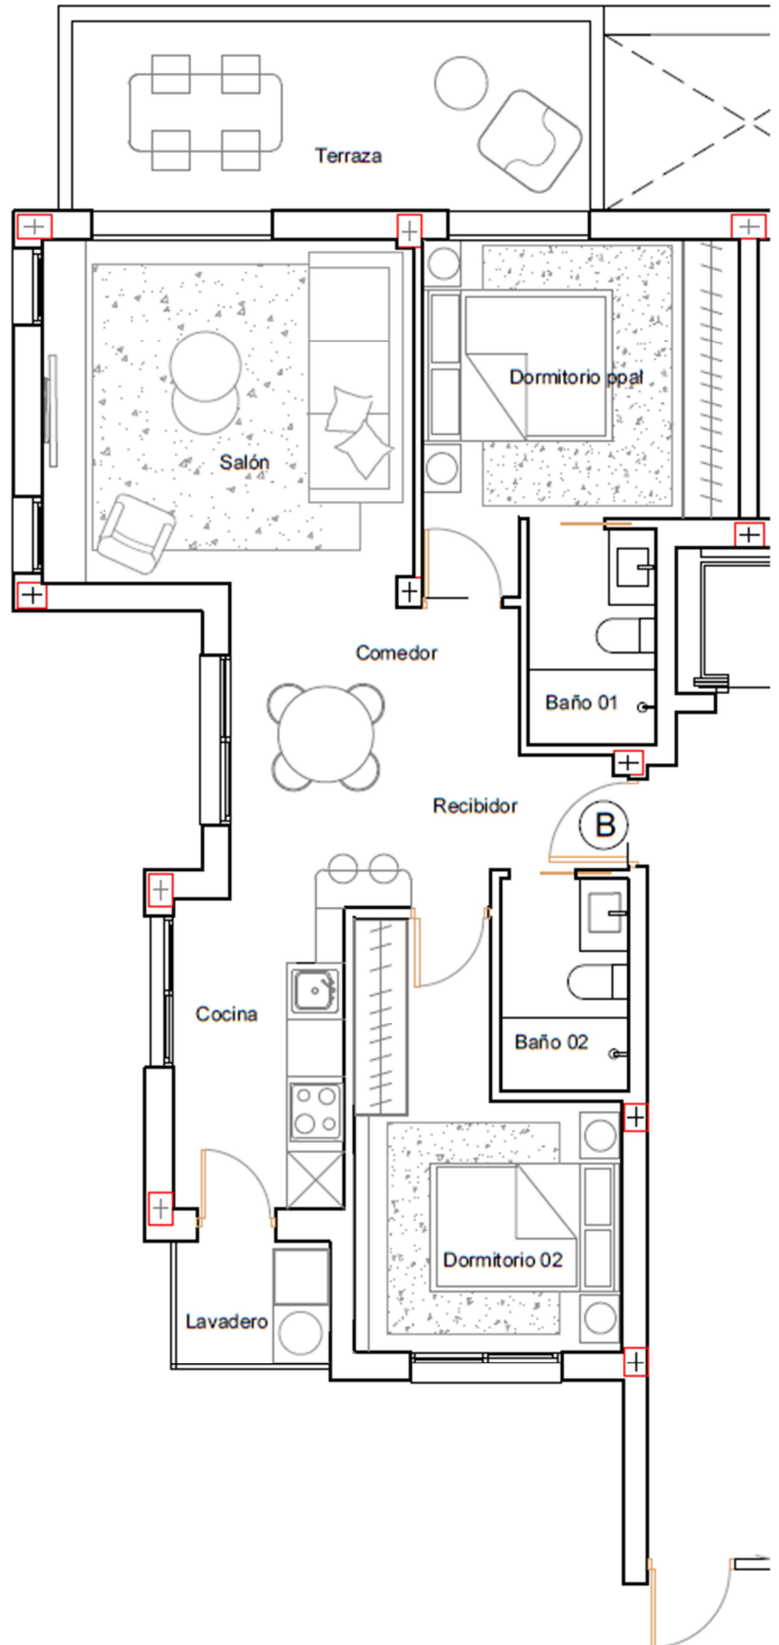 Terraza
Dormitorio ppal
Salón
Comedor
Baño 01
Recibidor
B
Cocina
Baño 02
Dormitorio 02
Lavadero